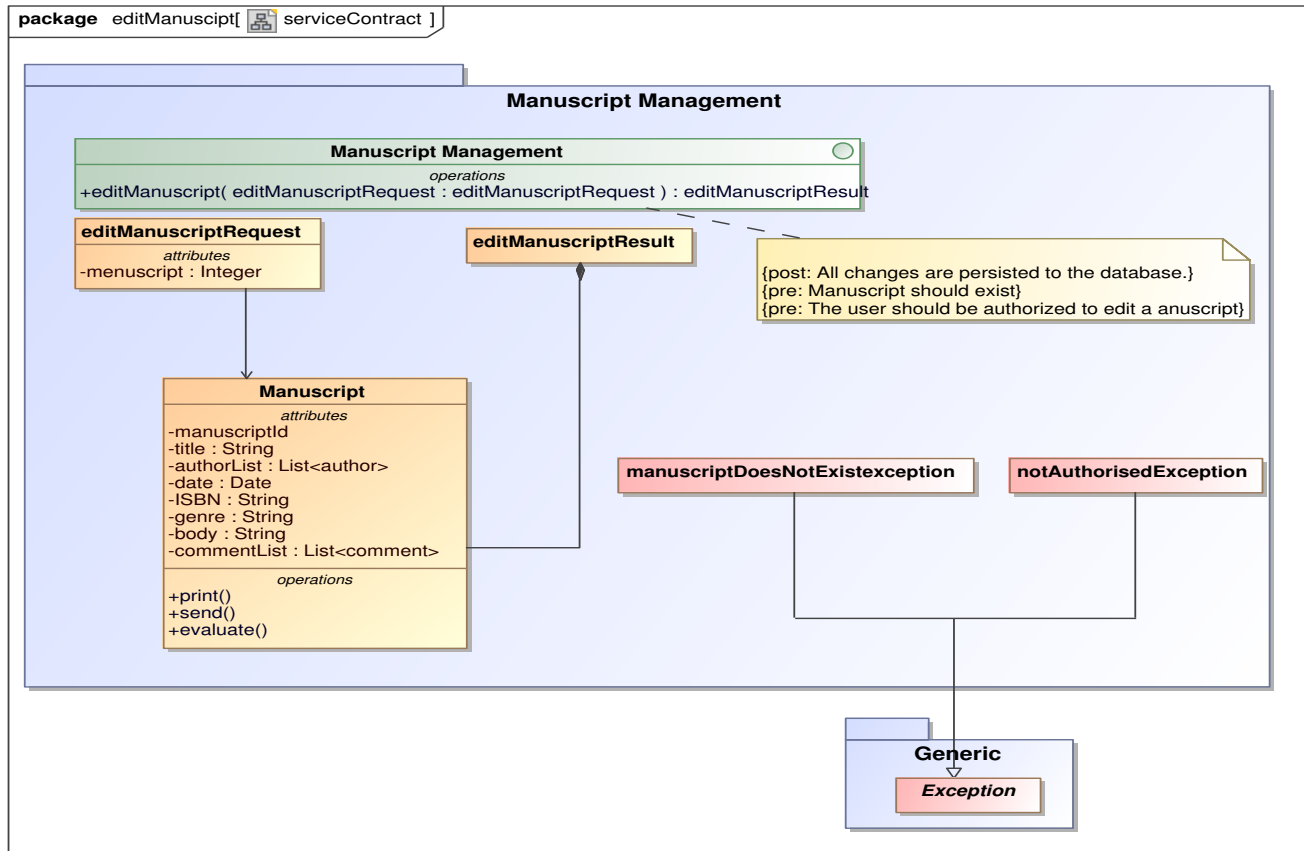 package editManuscipt[ serviceContract ]
Manuscript Management
Manuscript Management
operations
+editManuscript( editManuscriptRequest : editManuscriptRequest ) : editManuscriptResult
editManuscriptRequest
attributes
-menuscript : Integer
editManuscriptResult
{post: All changes are persisted to the database.}
{pre: Manuscript should exist}
{pre: The user should be authorized to edit a anuscript}
Manuscript
attributes
-manuscriptId
-title : String
-authorList : List<author>
-date : Date
-ISBN : String
-genre : String
-body : String
-commentList : List<comment>
operations
+print()
+send()
+evaluate()
manuscriptDoesNotExistexception
notAuthorisedException
Generic
Exception